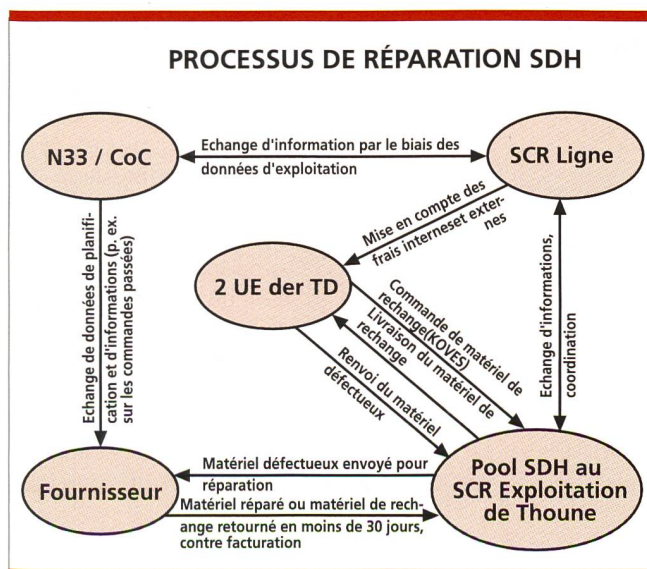 PROCESSUS DE RÉPARATION SDH
N33 / CoC
Echange d'information par le biais des
données d'exploitation
SCR Ligne
Mise en compte des
frais interneset exter-
nes
Echange de données de planifi-
cation et d'informations (p. ex.
sur les commandes passées)
2 UE der TD
Commande de matériel de
rechange(KOVES)
Livraison du matériel de
rechange
Renvoi du matériel
défectueux
Echange d'informations,
coordination
Fournisseur
Matériel défectueux envoyé pour
réparation
Matériel réparé ou matériel de rech-
ange retourné en moins de 30 jours,
contre facturation
Pool SDH au
SCR Exploitation
de Thoune